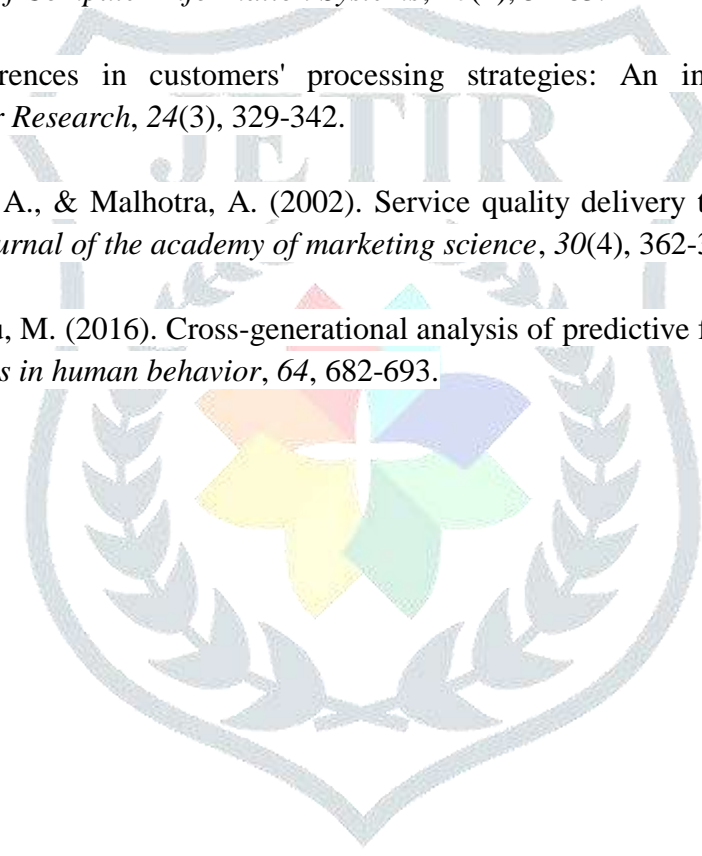 rences in customers' processing strategies: An in
r Research, 24(3), 329-342.
A., & Malhotra, A. (2002). Service quality delivery t
urnal of the academy of marketing science, 30(4), 362-3
JETIR
, M. (2016). Cross-generational analysis of predictive f
s in human behavior, 64, 682-693.